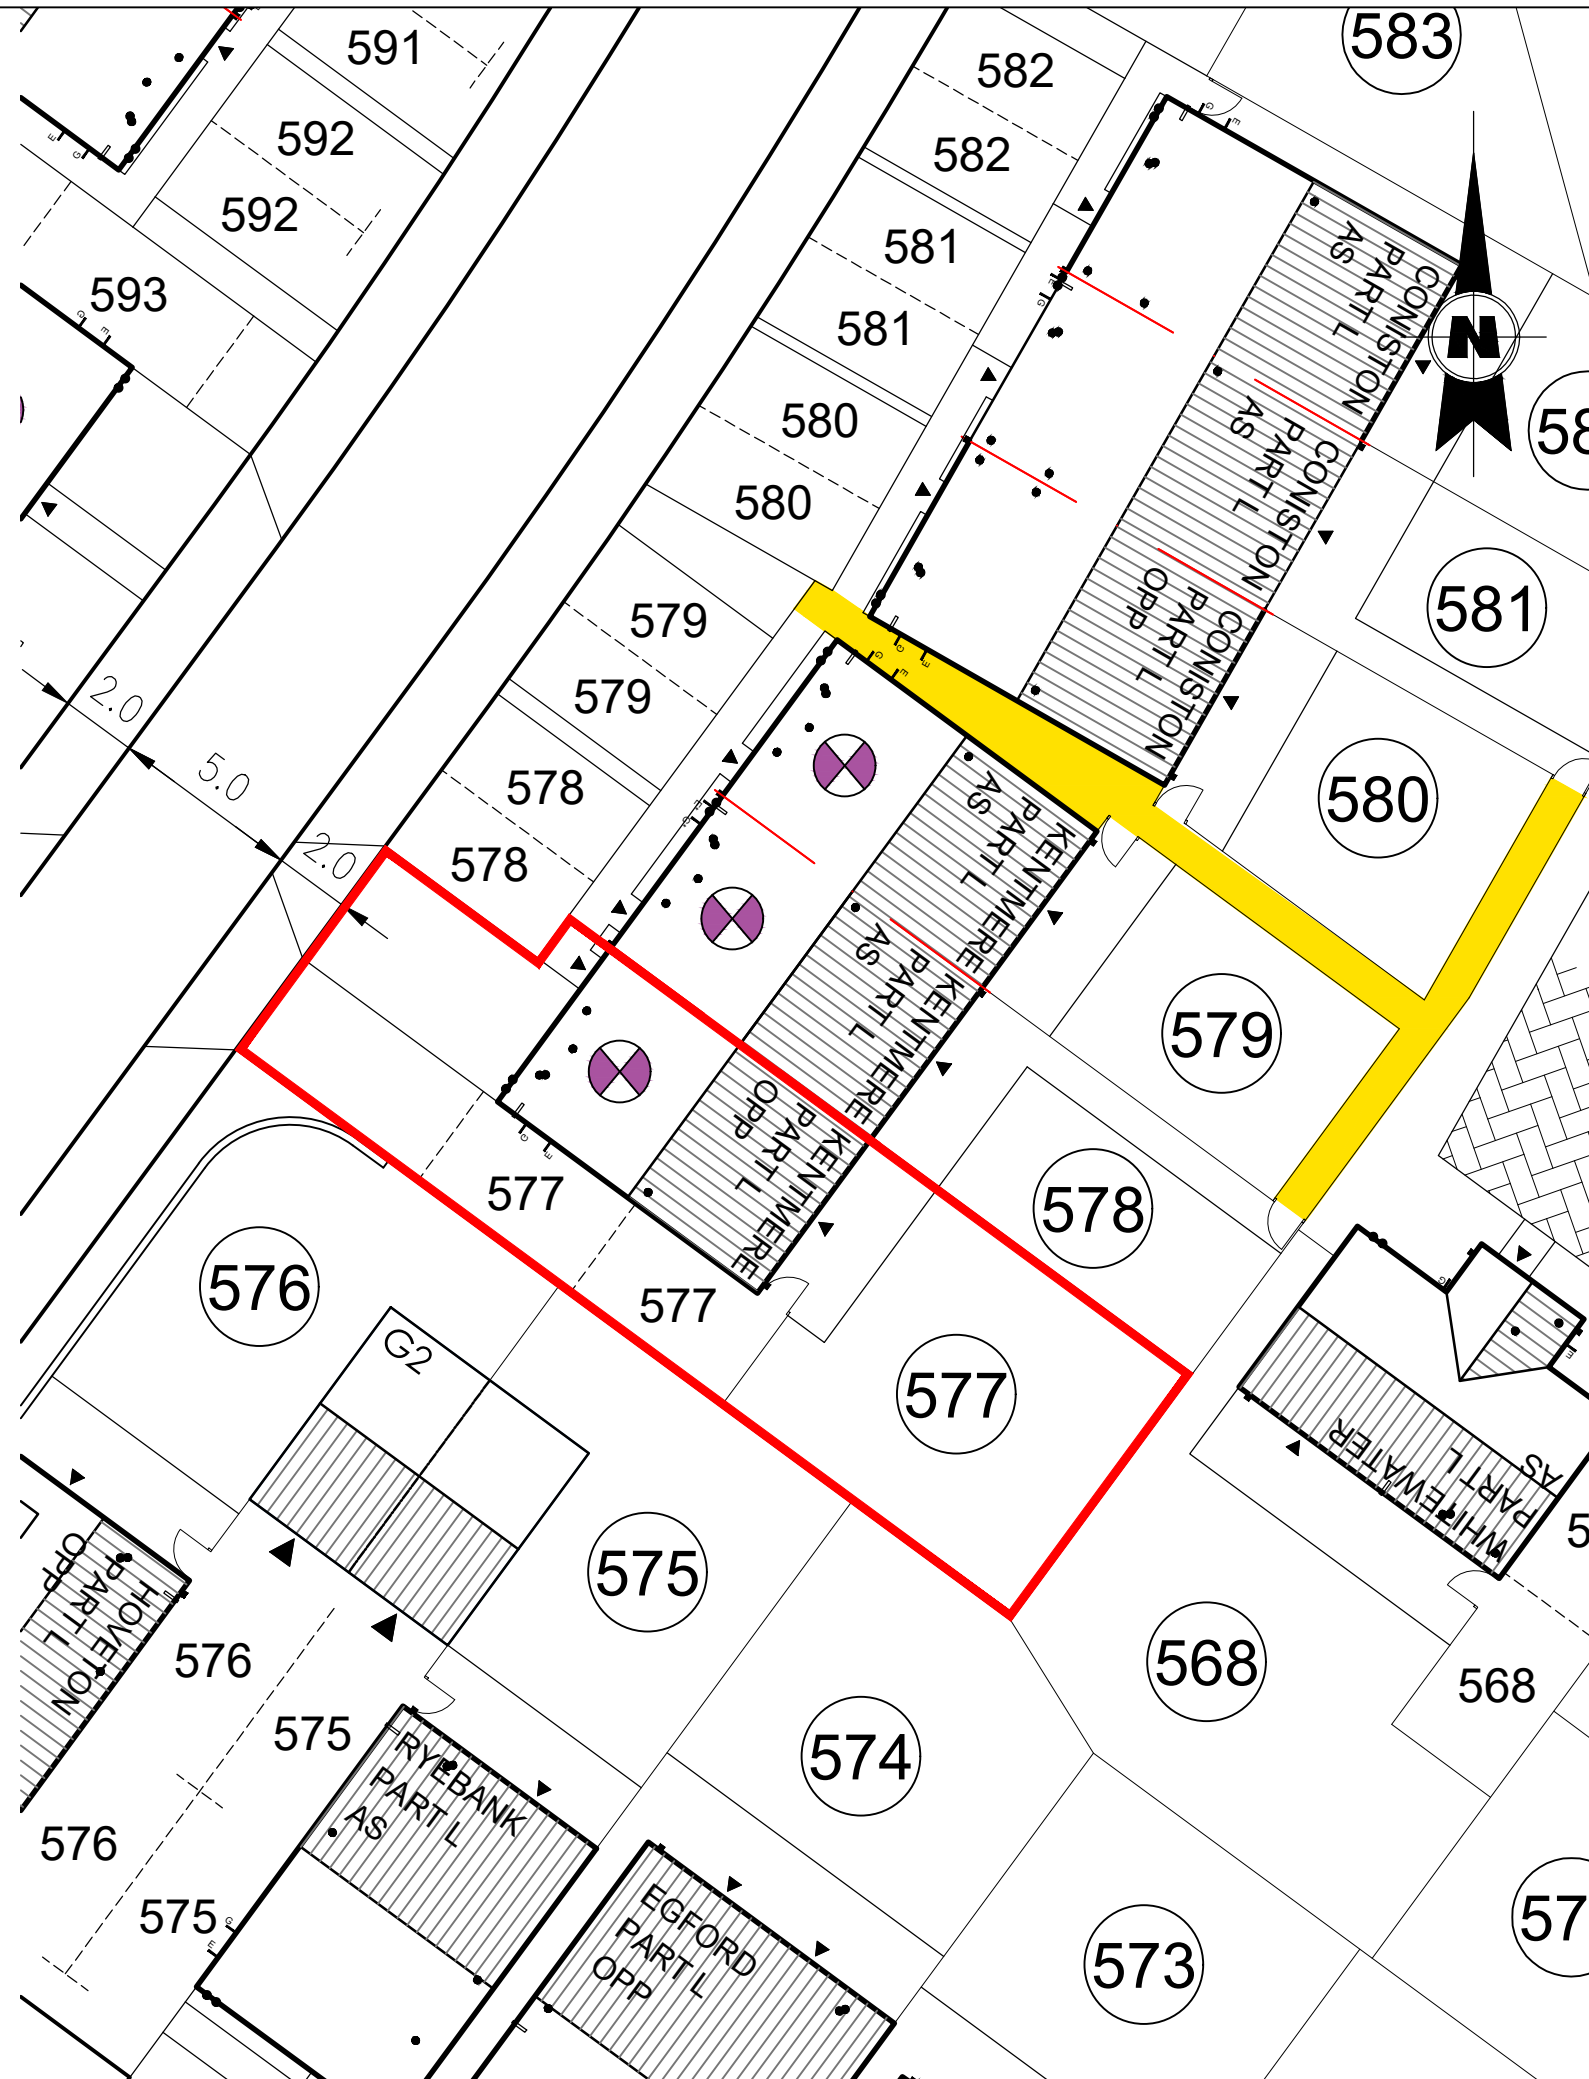 591
582
583
592
582
592
581
593
581
CONISTON
PART L
AS
N
580
580
CONISTON
PART L
AS
581
579
579
CONISTON
PART L
OPP
2.0
5.0
2.0
578
578
580
KENTMERE
PART L
AS
579
KENTMERE
PART L
AS
578
KENTMERE
PART L
OPP
577
577
577
576
G2
575
WHITEWATER
PART L
AS
HOVETON
PART L
OPP
576
575
568
568
574
RYEBANK
PART L
AS
576
575
EGFORD
PART L
OPP
573
G
E
G
E
G
E
G
E
G
E
G
E
G
E